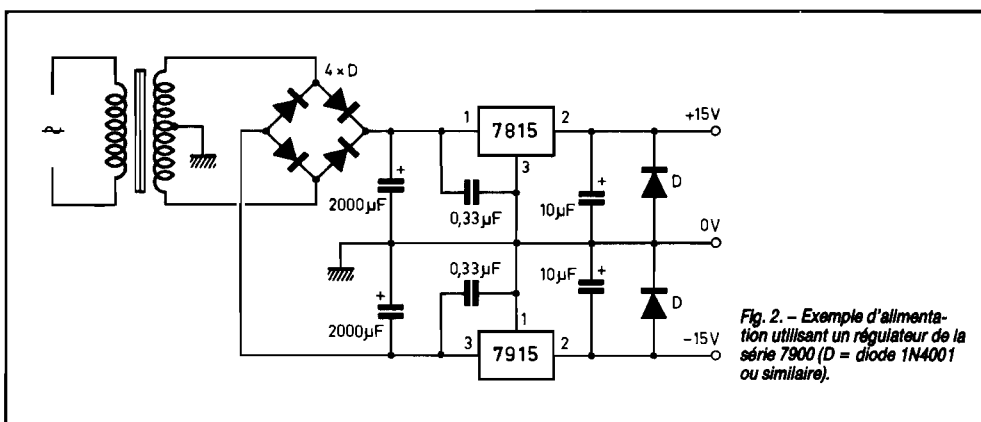 4 x D
1
7815
2
+15V
3
+
2000µF
0,33µF
+
10µF
D
0V
0,33µF
+
10µF
+
2000µF
1
D
3
7915
2
-15V
Fig. 2. – Exemple d'alimenta-
tion utilisant un régulateur de la
série 7900 (D = diode 1N4001
ou similaire).